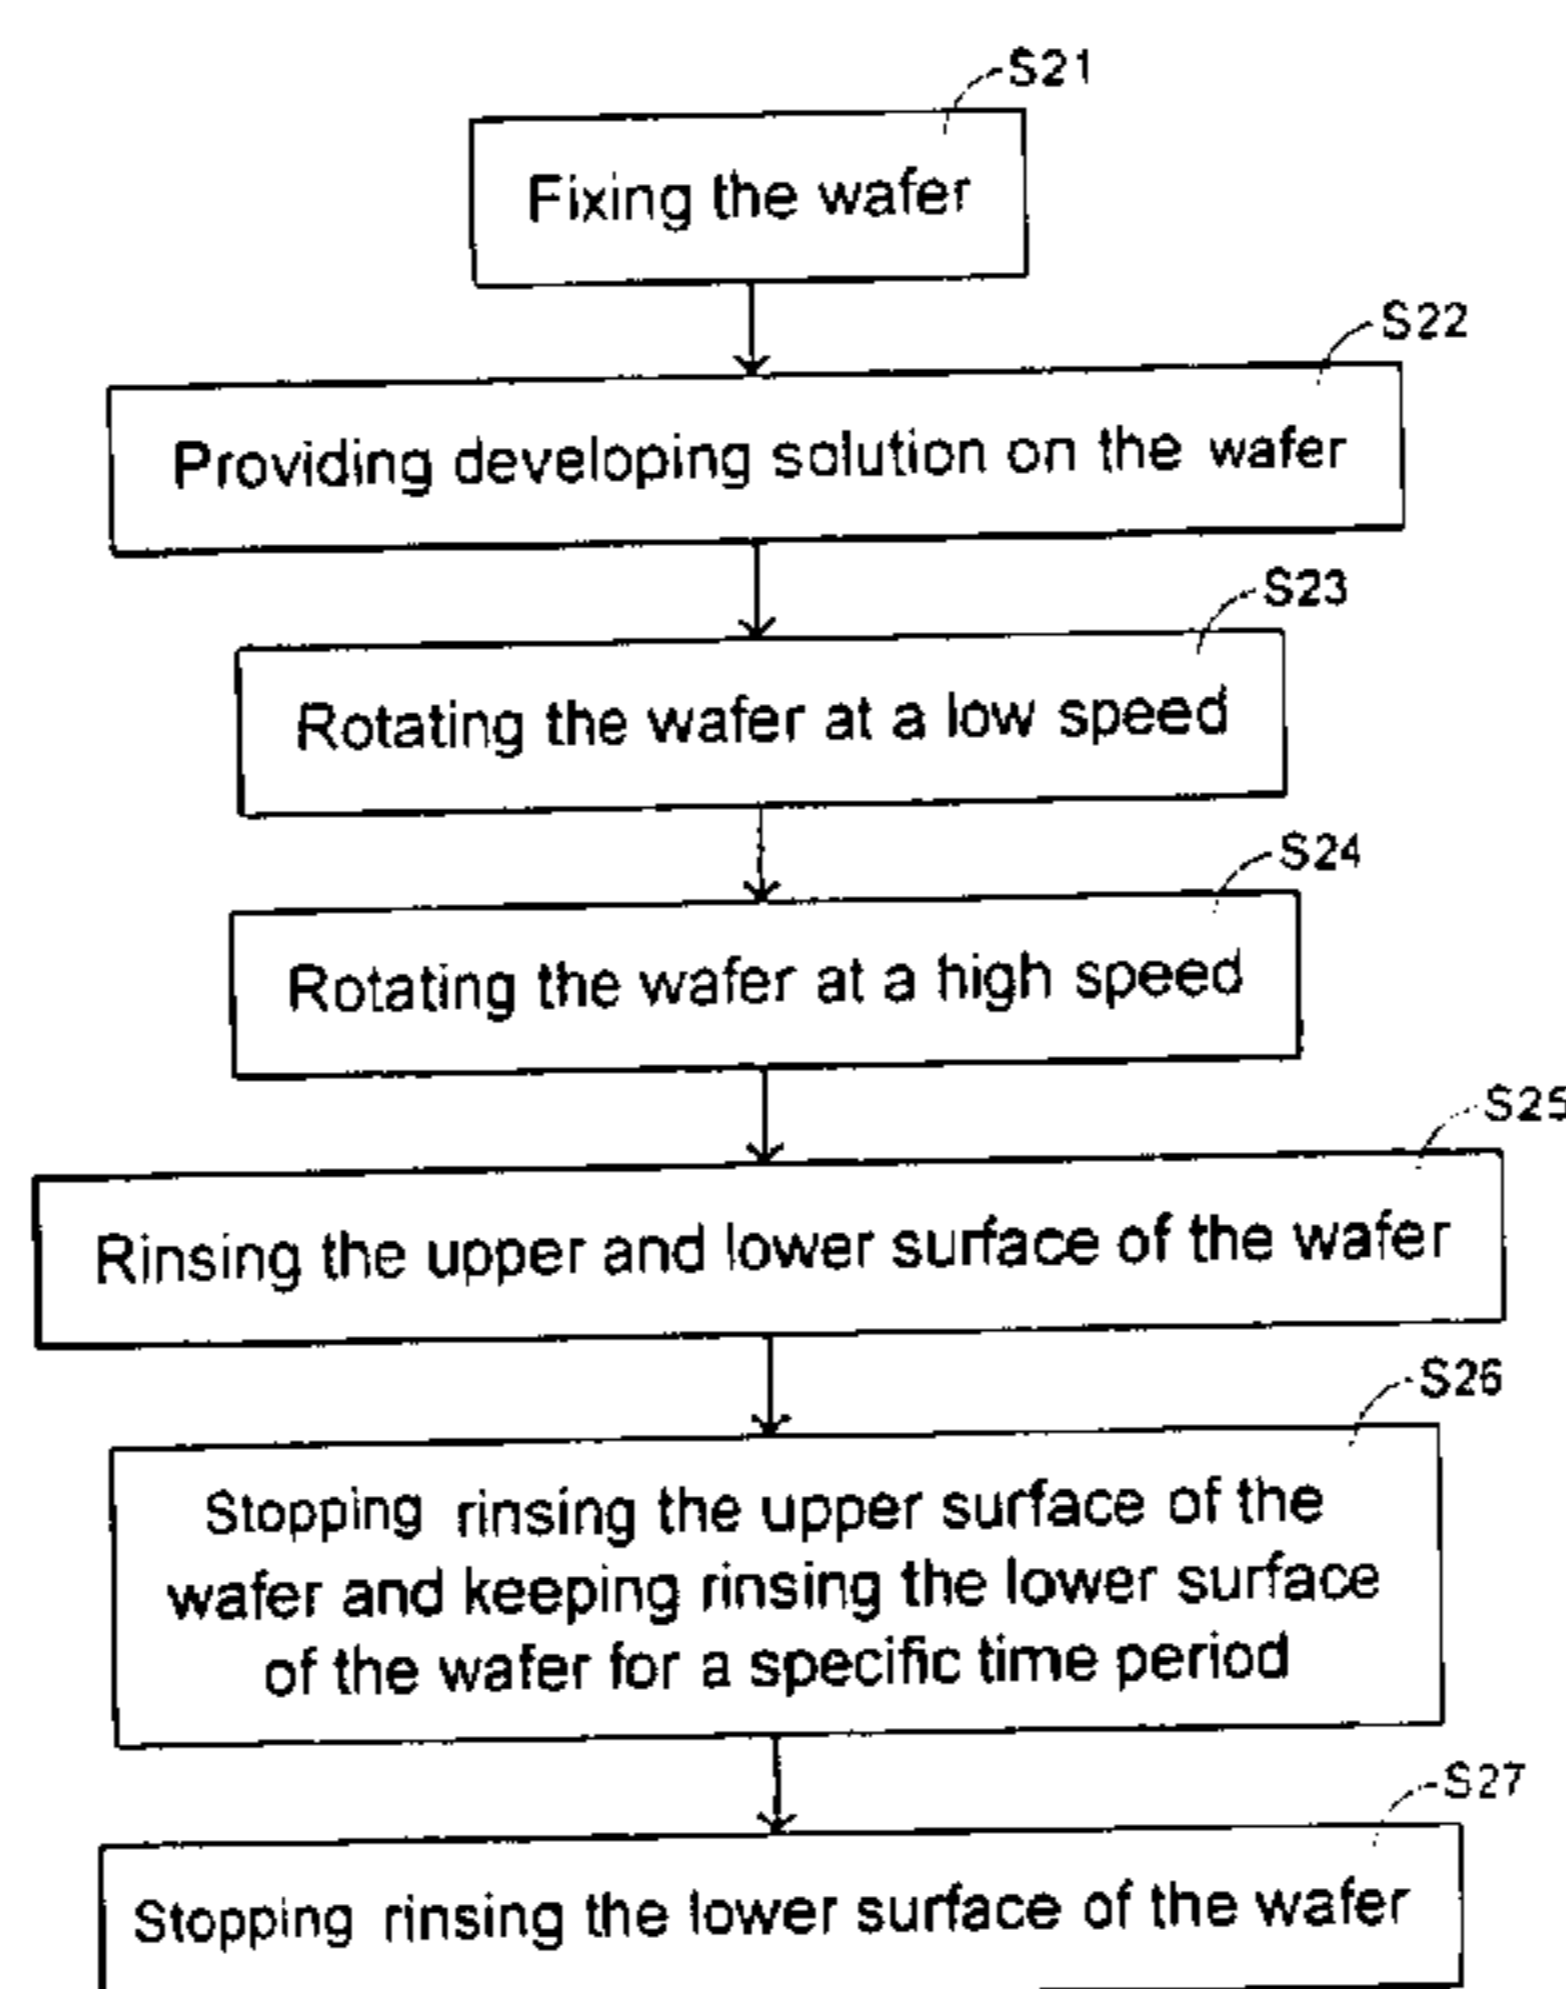 S21
Fixing the wafer
S22
Providing developing solution on the wafer
S23
Rotating the wafer at a low speed
S24
Rotating the wafer at a high speed
S25
Rinsing the upper and lower surface of the wafer
S26
Stopping rinsing the upper surface of the
wafer and keeping rinsing the lower surface
of the wafer for a specific time period
S27
Stopping rinsing the lower surface of the wafer